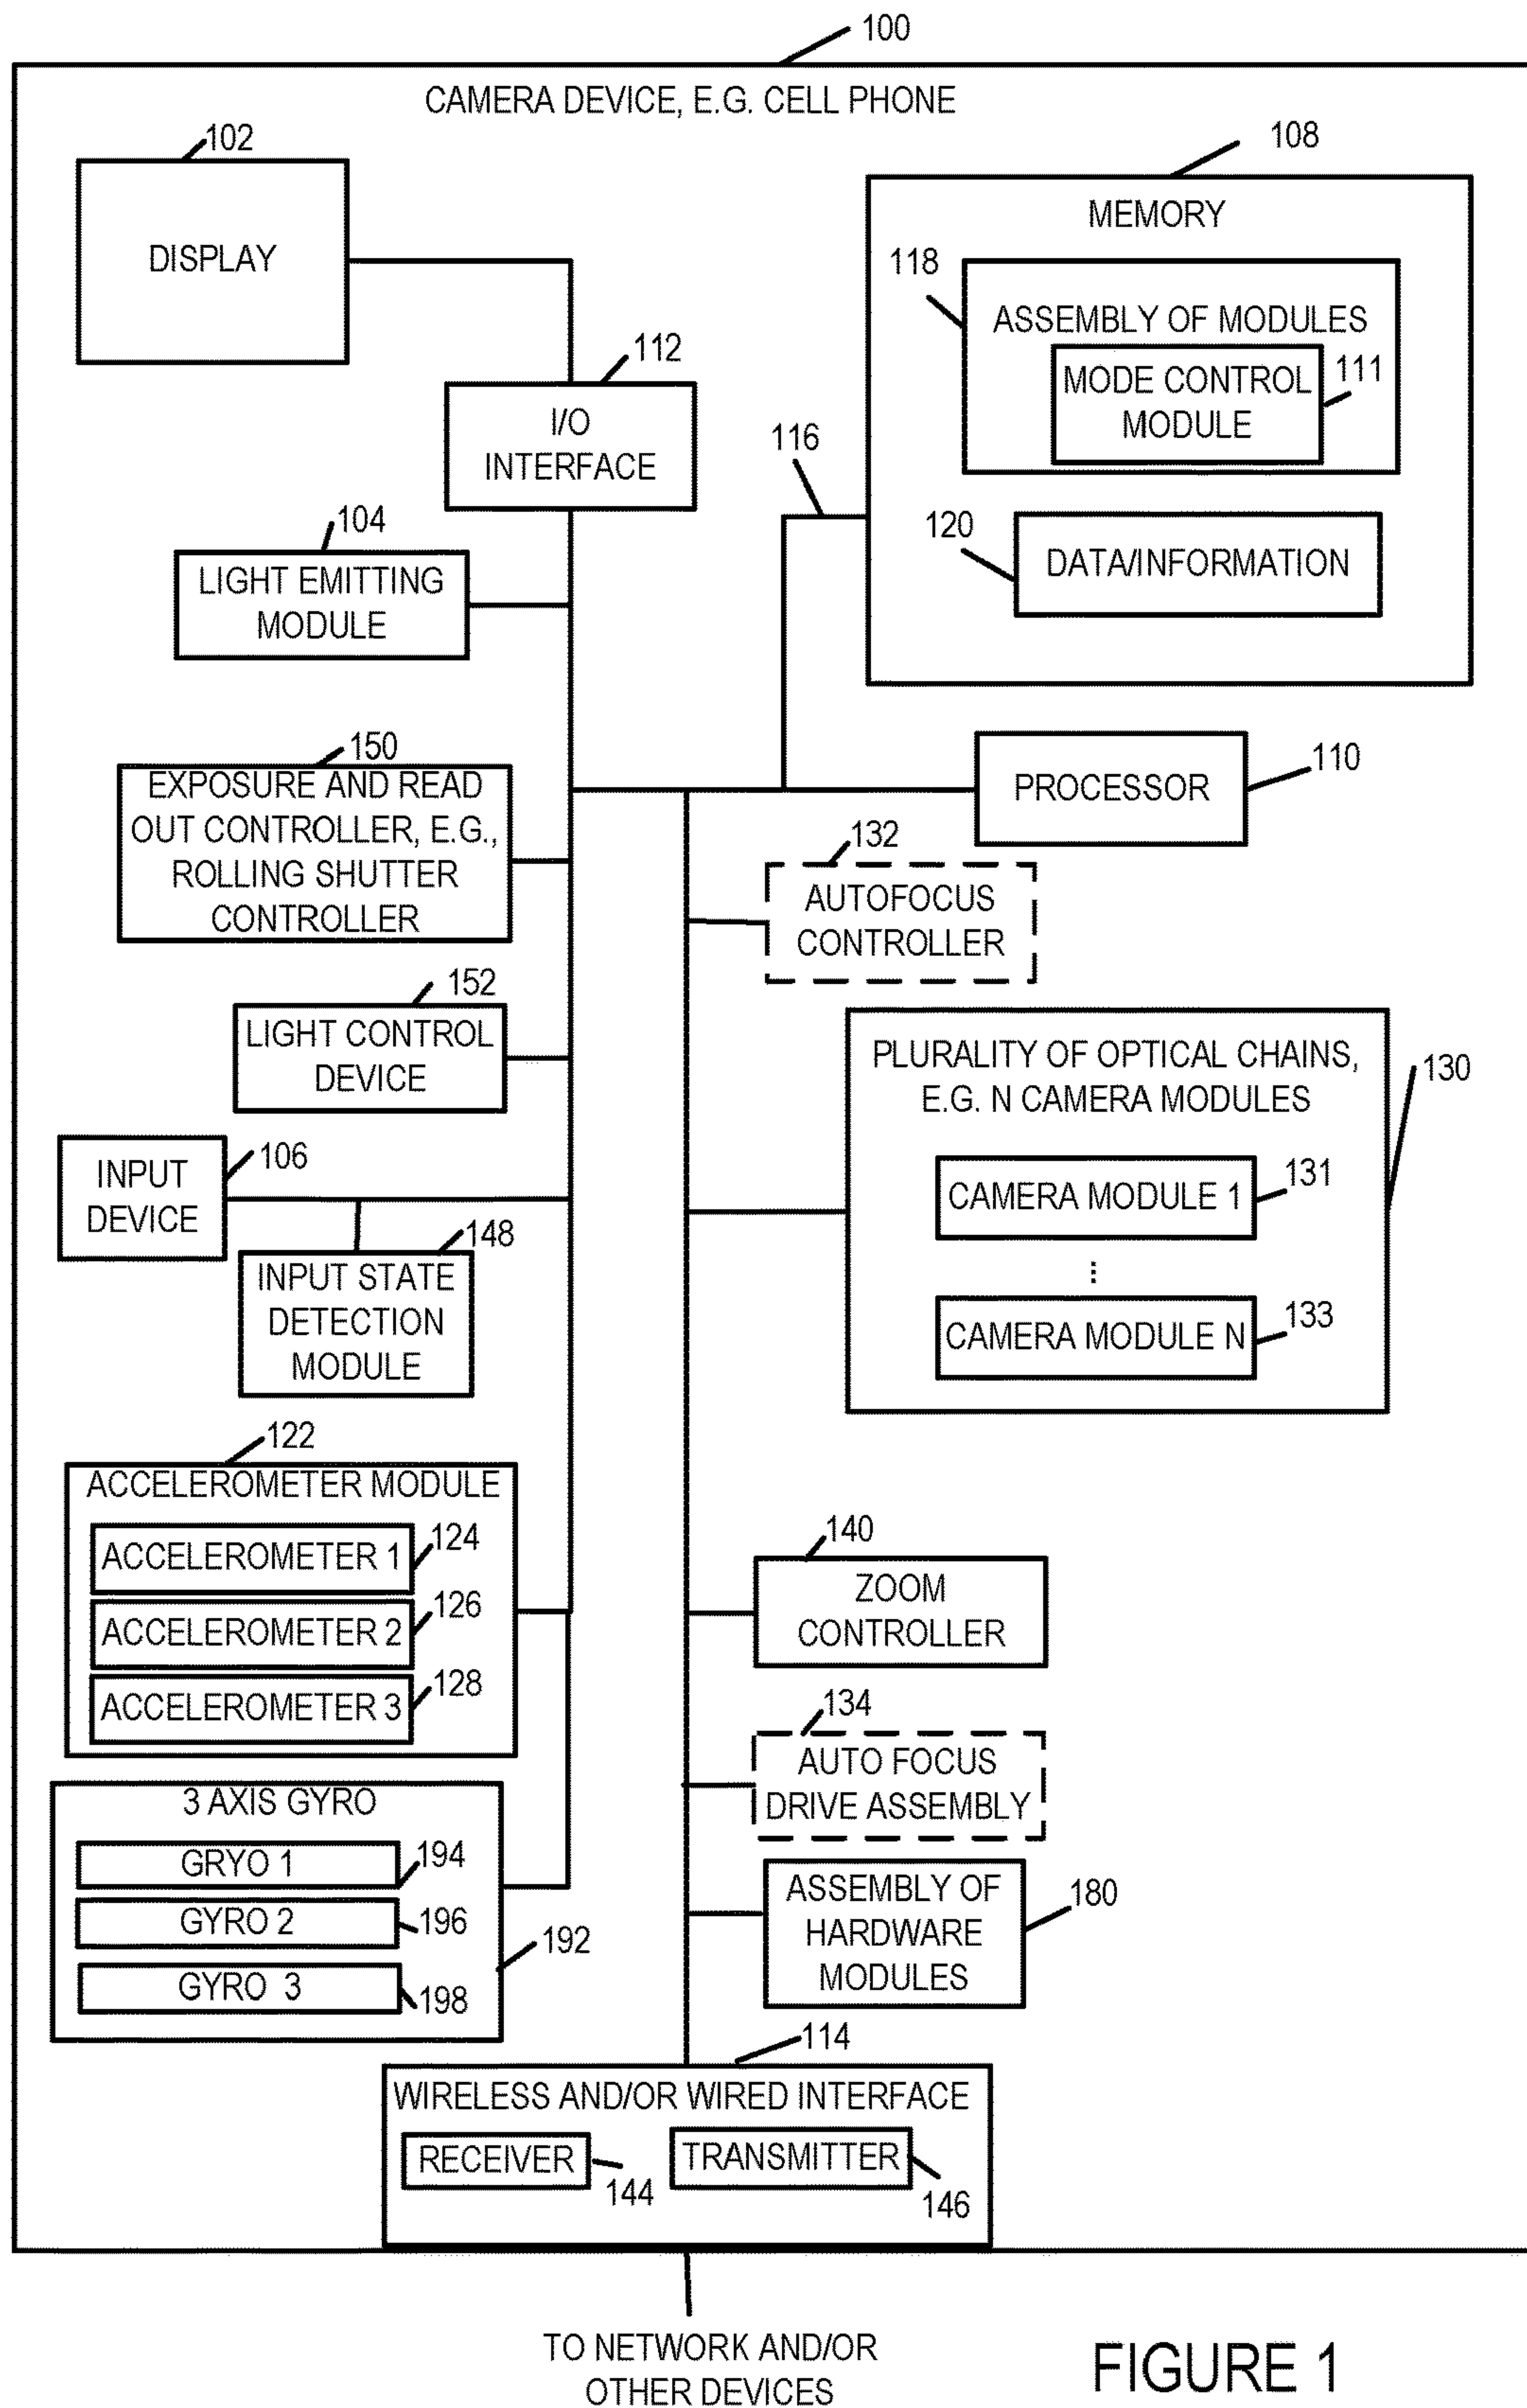 100
CAMERA DEVICE, E.G. CELL PHONE
102
DISPLAY
108
MEMORY
118
ASSEMBLY OF MODULES
MODE CONTROL
MODULE
111
112
I/O
INTERFACE
116
120
DATA/INFORMATION
104
LIGHT EMITTING
MODULE
150
EXPOSURE AND READ
OUT CONTROLLER, E.G.,
ROLLING SHUTTER
CONTROLLER
PROCESSOR
110
132
AUTOFOCUS
CONTROLLER
152
LIGHT CONTROL
DEVICE
PLURALITY OF OPTICAL CHAINS,
E.G. N CAMERA MODULES
130
CAMERA MODULE 1
131
...
CAMERA MODULE N
133
INPUT
DEVICE
106
148
INPUT STATE
DETECTION
MODULE
122
ACCELEROMETER MODULE
ACCELEROMETER 1
124
ACCELEROMETER 2
126
ACCELEROMETER 3
128
140
ZOOM
CONTROLLER
134
AUTO FOCUS
DRIVE ASSEMBLY
3 AXIS GYRO
GRYO 1
194
GYRO 2
196
GYRO 3
198
192
ASSEMBLY OF
HARDWARE
MODULES
180
114
WIRELESS AND/OR WIRED INTERFACE
RECEIVER
144
TRANSMITTER
146
TO NETWORK AND/OR
OTHER DEVICES
FIGURE 1